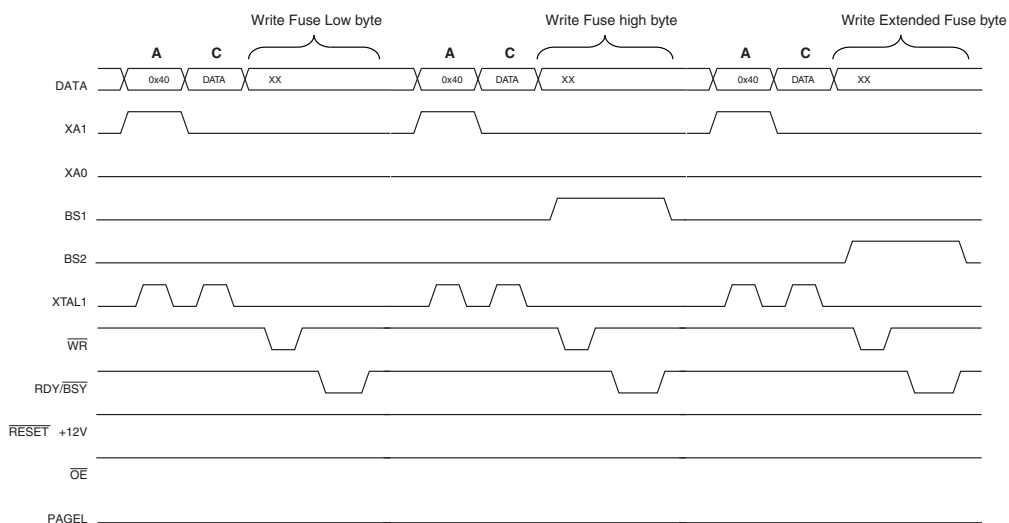 Write Fuse Low byte Write Fuse high byte Write Extended Fuse byte
A C A C A C
DATA 0x40 DATA XX 0x40 DATA XX 0x40 DATA XX
XA1
XA0
BS1
BS2
XTAL1
WR
RDY/BSY
RESET +12V
OE
PAGEL